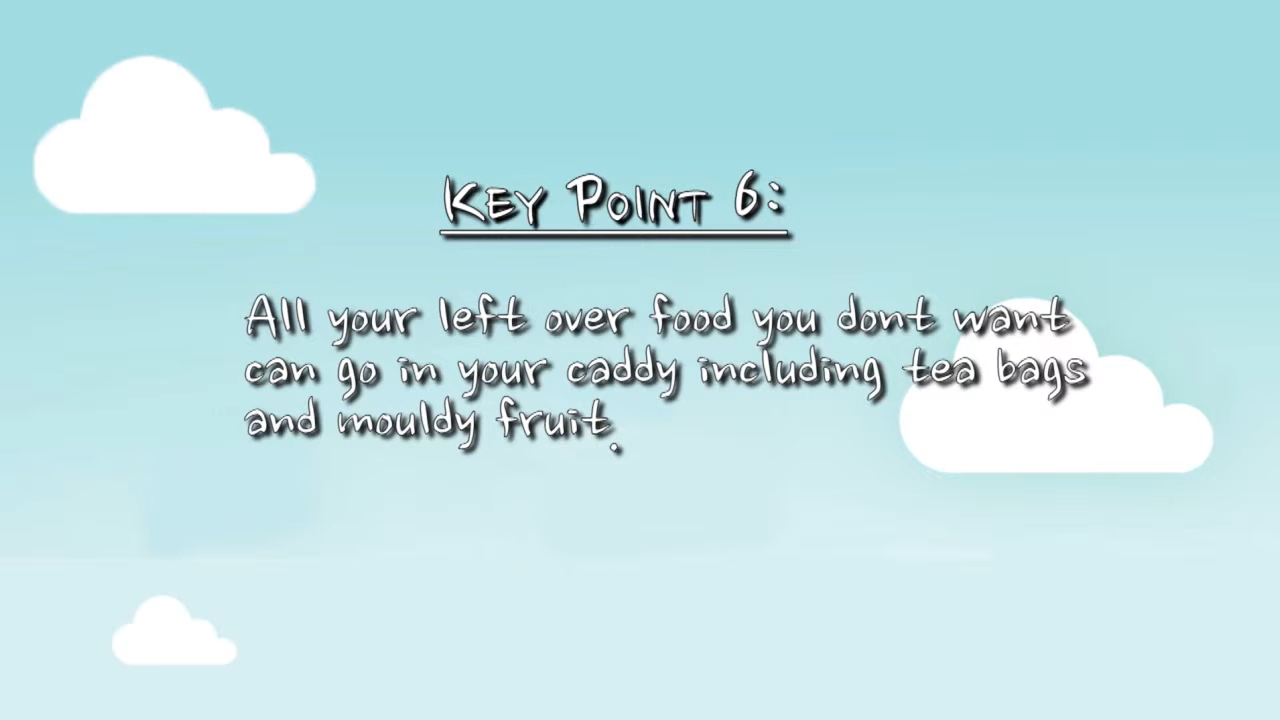 Key Point 6:
All your left over food you dont want
can go in your caddy including tea bags
and mouldy fruit.